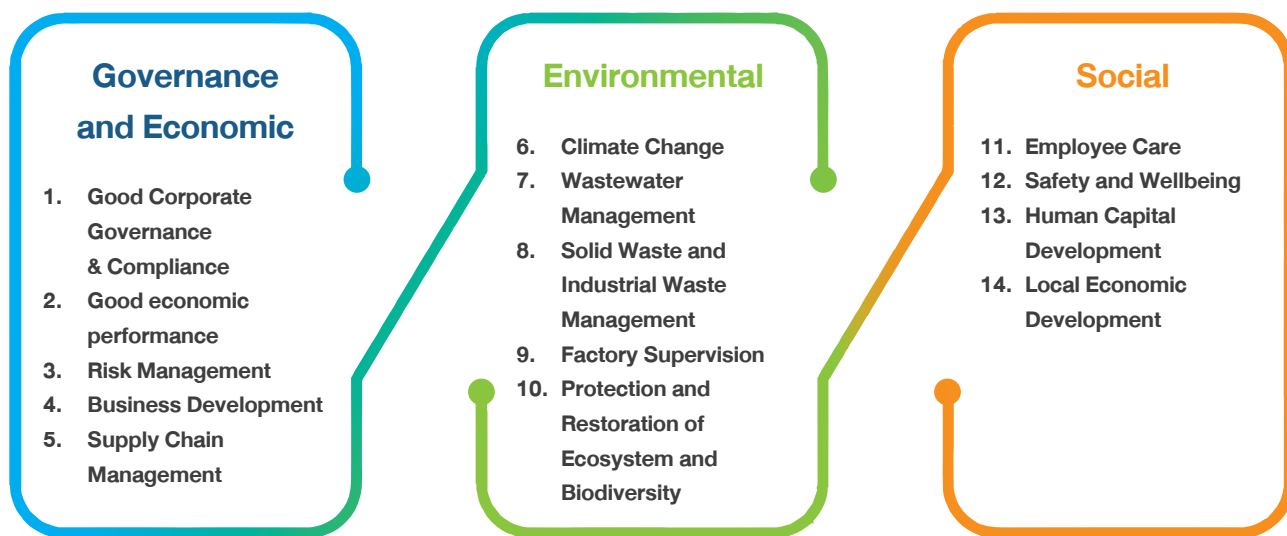 Governance
and Economic
1. Good Corporate
Governance
& Compliance
2. Good economic
performance
3. Risk Management
4. Business Development
5. Supply Chain
Management
Environmental
6. Climate Change
7. Wastewater
Management
8. Solid Waste and
Industrial Waste
Management
9. Factory Supervision
10. Protection and
Restoration of
Ecosystem and
Biodiversity
Social
11. Employee Care
12. Safety and Wellbeing
13. Human Capital
Development
14. Local Economic
Development